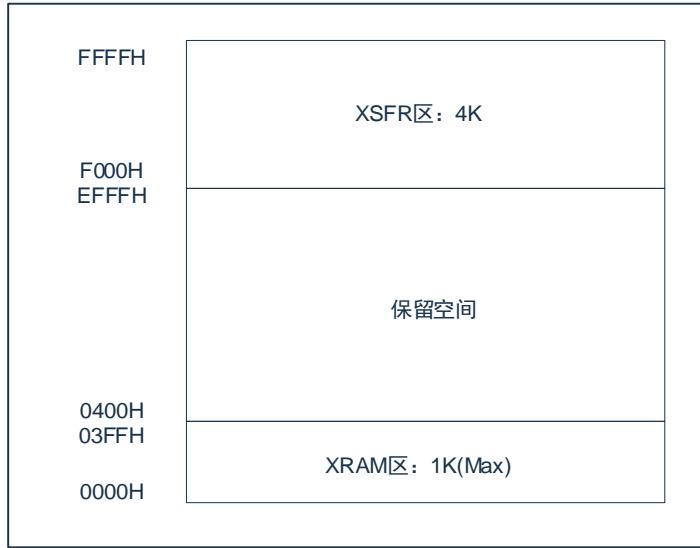 FFFFH
XSFR区：4K
F000H
EFFFH
保留空间
0400H
03FFH
XRAM区：1K(Max)
0000H